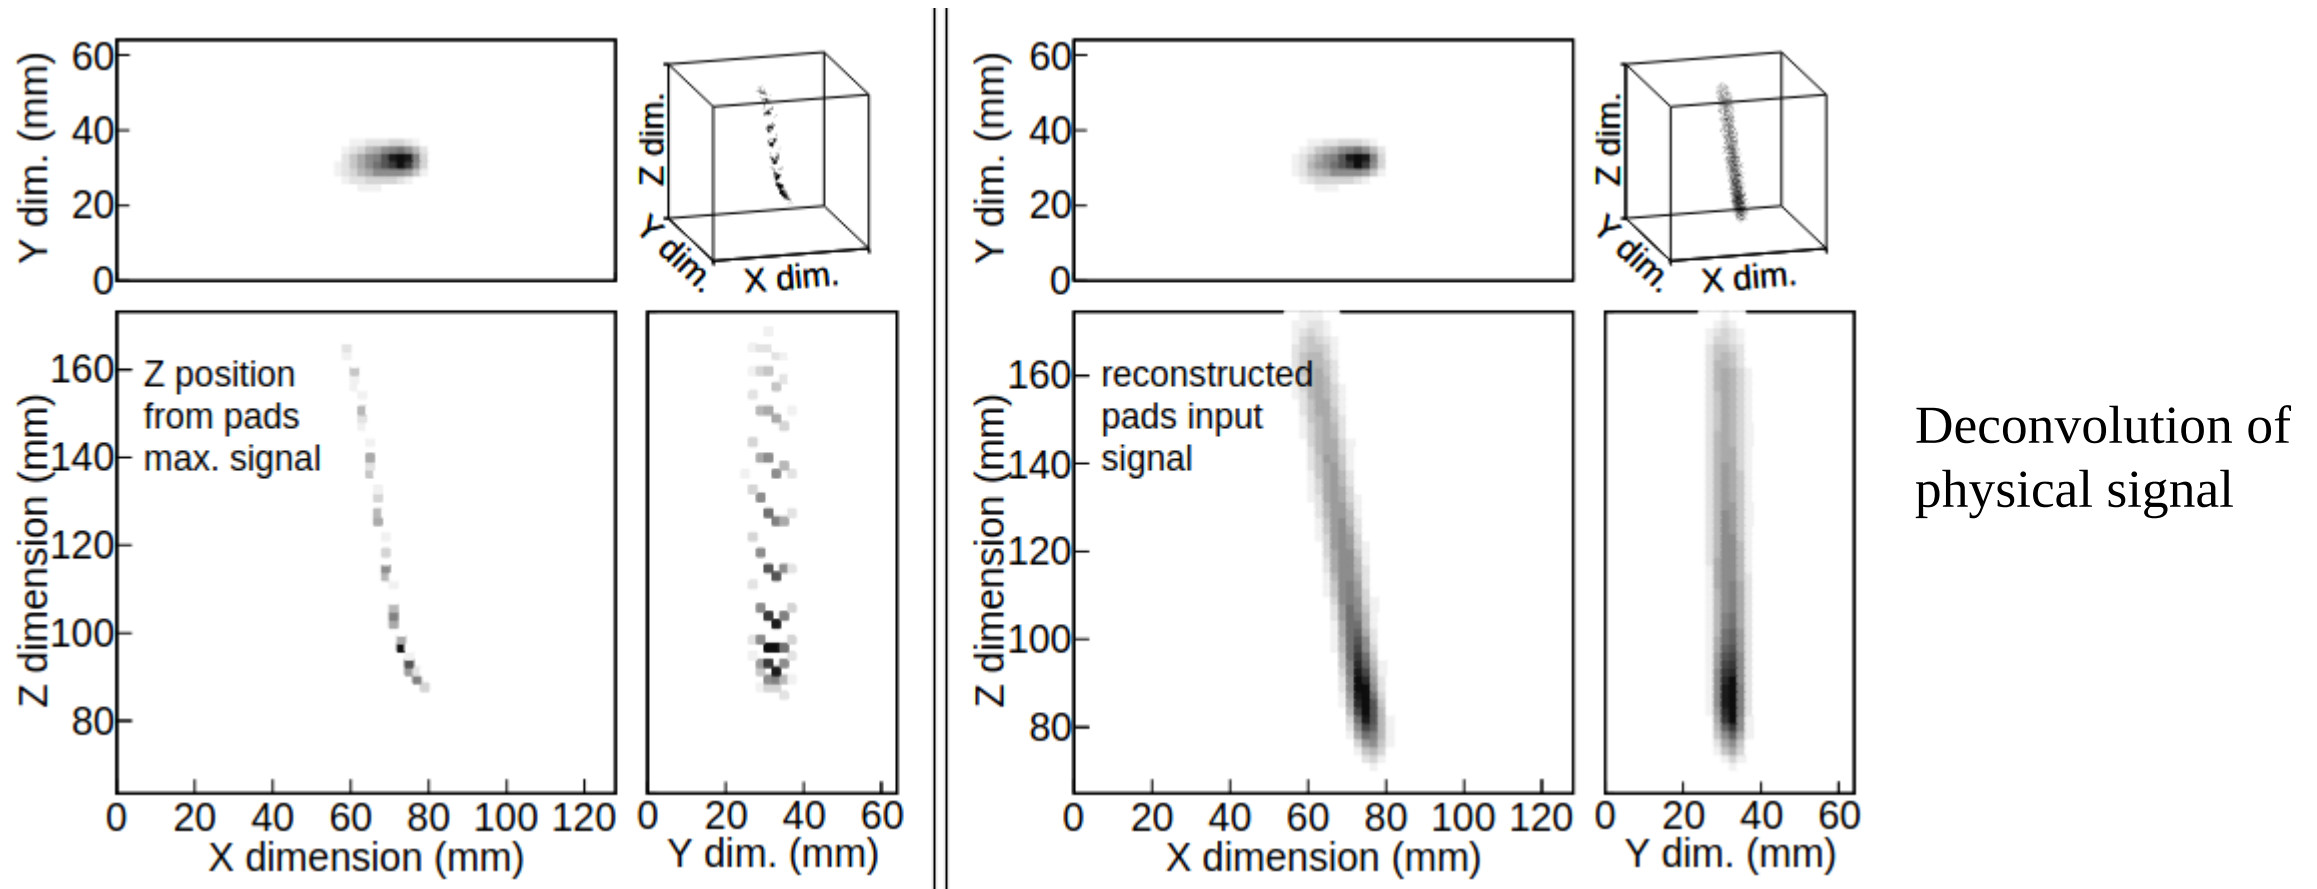 60
40
20
0
Y dim. (mm)
Z dim.
Y dim.
X dim.
160
140
120
100
80
Z dimension (mm)
Z position
from pads
max. signal
0 20 40 60 80 100 120
X dimension (mm)
0 20 40 60
Y dim. (mm)
60
40
20
0
Y dim. (mm)
Z dim.
Y dim.
X dim.
160
140
120
100
80
Z dimension (mm)
reconstructed
pads input
signal
0 20 40 60 80 100 120
X dimension (mm)
0 20 40 60
Y dim. (mm)
Deconvolution of
physical signal